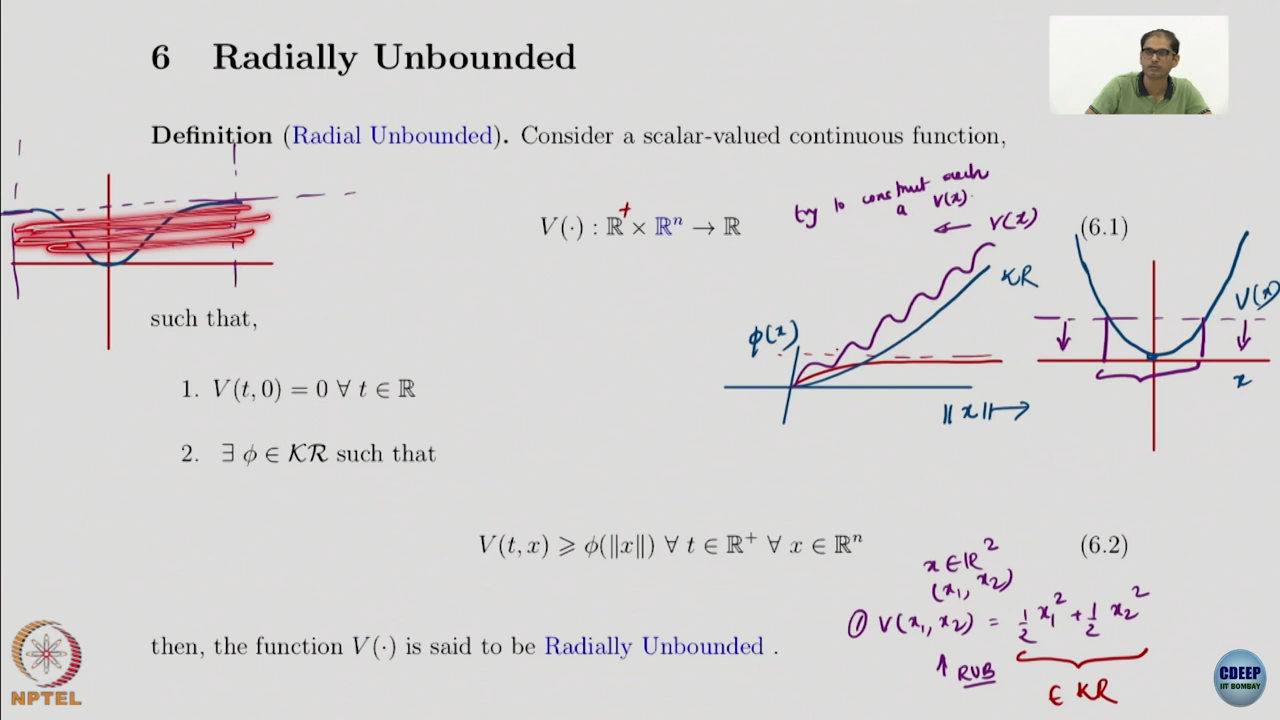 6 Radially Unbounded
Definition (Radial Unbounded). Consider a scalar-valued continuous function,
try to construct such
a V(x).
V(·) : ℝ⁺ × ℝⁿ → ℝ
← V(x)
(6.1)
KR
V(x)
such that,
φ(x)
1. V(t, 0) = 0 ∀ t ∈ ℝ
x
||x|| →
2. ∃ φ ∈ 𝒦ℛ such that
V(t, x) ⩾ φ(‖x‖) ∀ t ∈ ℝ⁺ ∀ x ∈ ℝⁿ
(6.2)
x ∈ ℝ²
(x₁, x₂)
① V(x₁, x₂) = ½ x₁² + ½ x₂²
then, the function V(·) is said to be Radially Unbounded .
↑ RUB
∈ KR
NPTEL
CDEEP
IIT BOMBAY